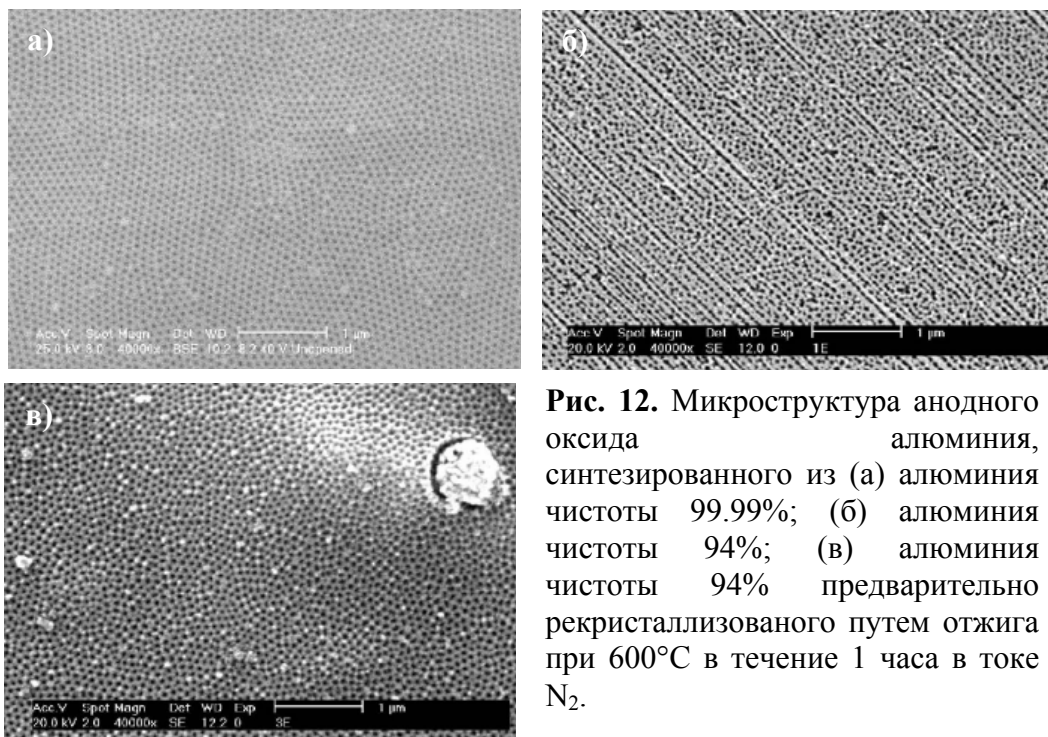 а)
б)
Acc.V Spot Magn Det WD 1 µm
25.0 kV 8.0 40000x BSE 10.2 8.2 40 V Unopened
Acc.V Spot Magn Det WD Exp 1 µm
20.0 kV 2.0 40000x SE 12.0 0 1E
в)
Acc.V Spot Magn Det WD Exp 1 µm
20.0 kV 2.0 40000x SE 12.2 0 3E
Рис. 12. Микроструктура анодного
оксида алюминия,
синтезированного из (а) алюминия
чистоты 99.99%; (б) алюминия
чистоты 94%; (в) алюминия
чистоты 94% предварительно
рекристаллизованого путем отжига
при 600°С в течение 1 часа в токе
N₂.